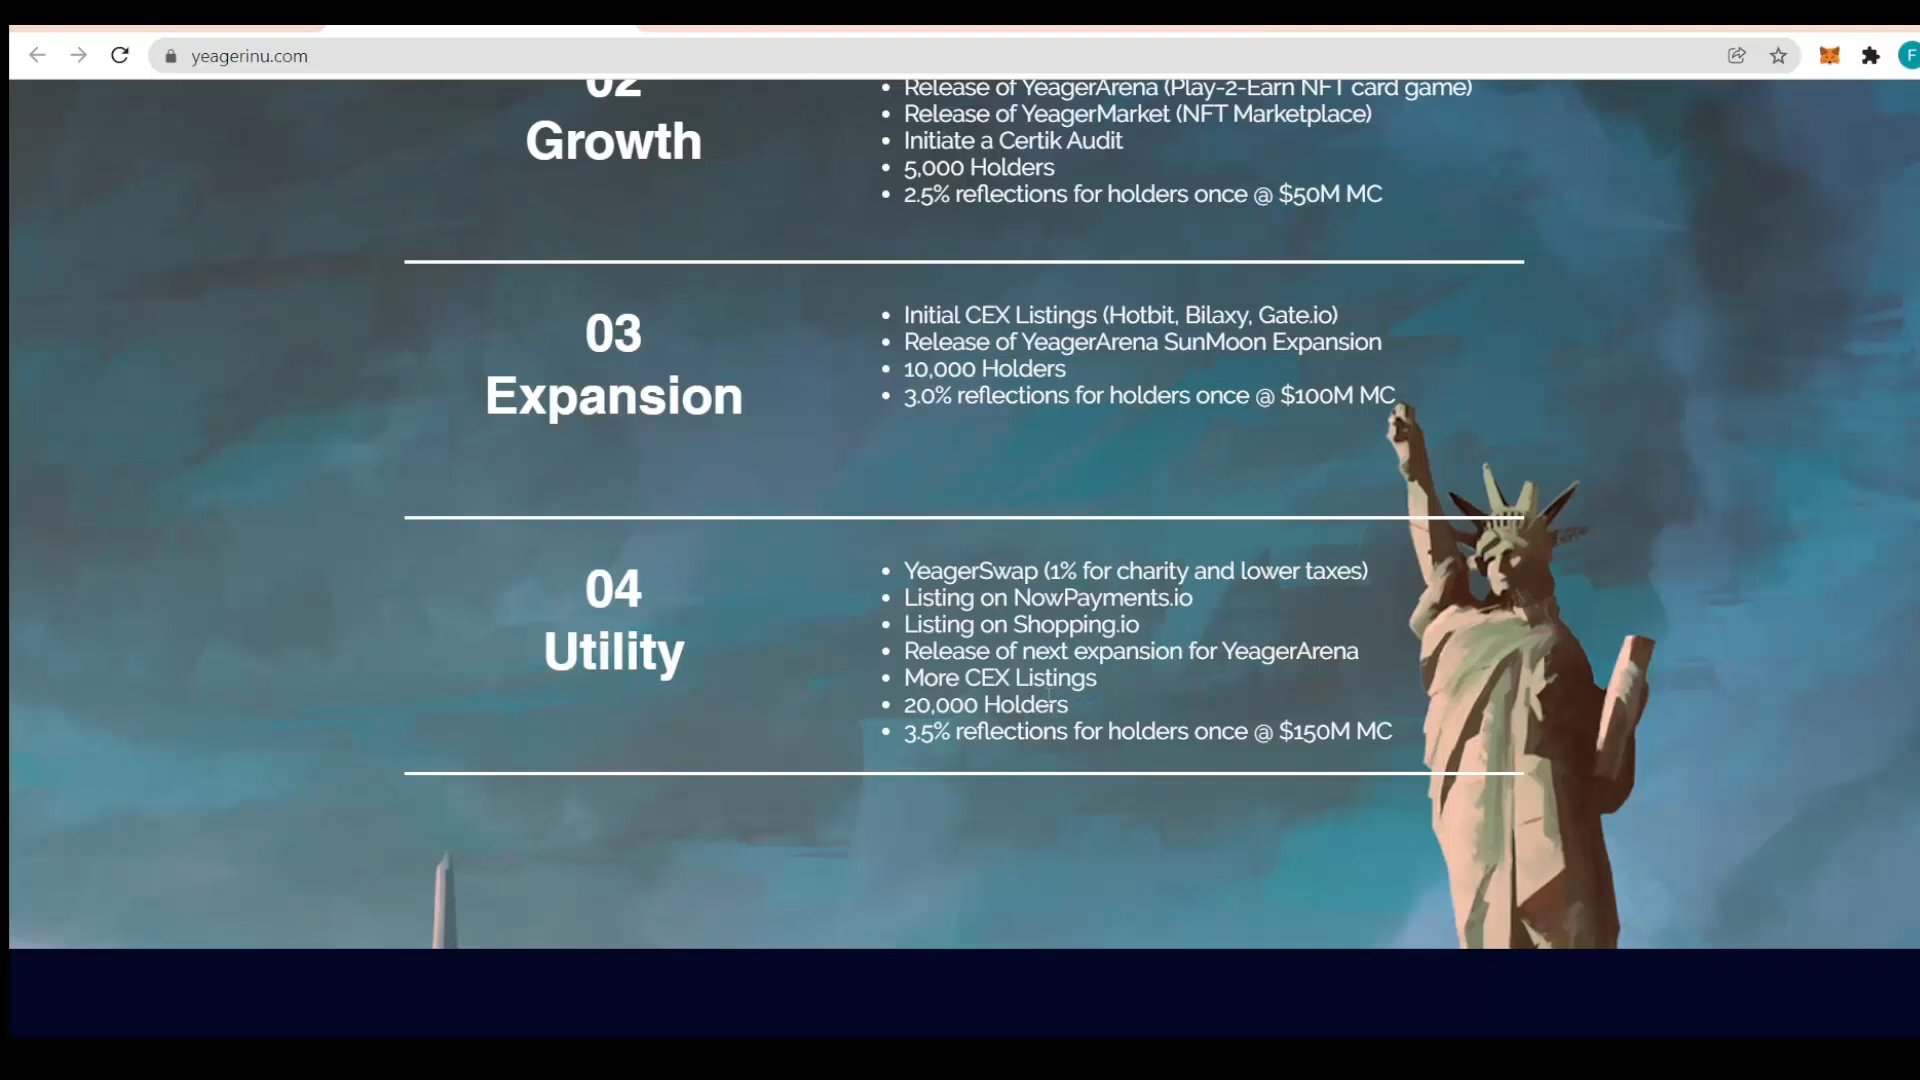 yeagerinu.com
F
02
Growth
Release of YeagerArena (Play-2-Earn NFT card game)
Release of YeagerMarket (NFT Marketplace)
Initiate a Certik Audit
5,000 Holders
2.5% reflections for holders once @ $50M MC
03
Expansion
Initial CEX Listings (Hotbit, Bilaxy, Gate.io)
Release of YeagerArena SunMoon Expansion
10,000 Holders
3.0% reflections for holders once @ $100M MC
04
Utility
YeagerSwap (1% for charity and lower taxes)
Listing on NowPayments.io
Listing on Shopping.io
Release of next expansion for YeagerArena
More CEX Listings
20,000 Holders
3.5% reflections for holders once @ $150M MC